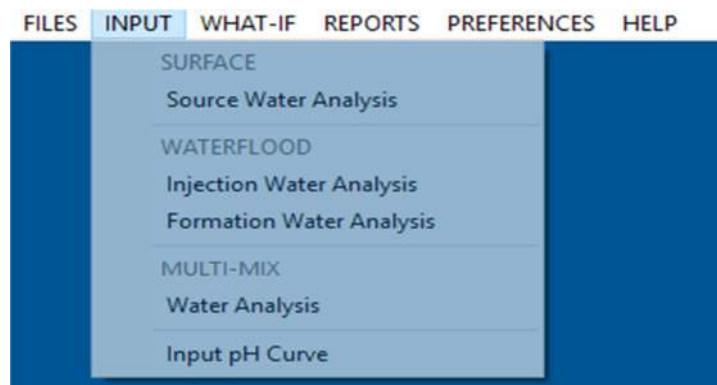 FILES INPUT WHAT-IF REPORTS PREFERENCES HELP
SURFACE
Source Water Analysis
WATERFLOOD
Injection Water Analysis
Formation Water Analysis
MULTI-MIX
Water Analysis
Input pH Curve